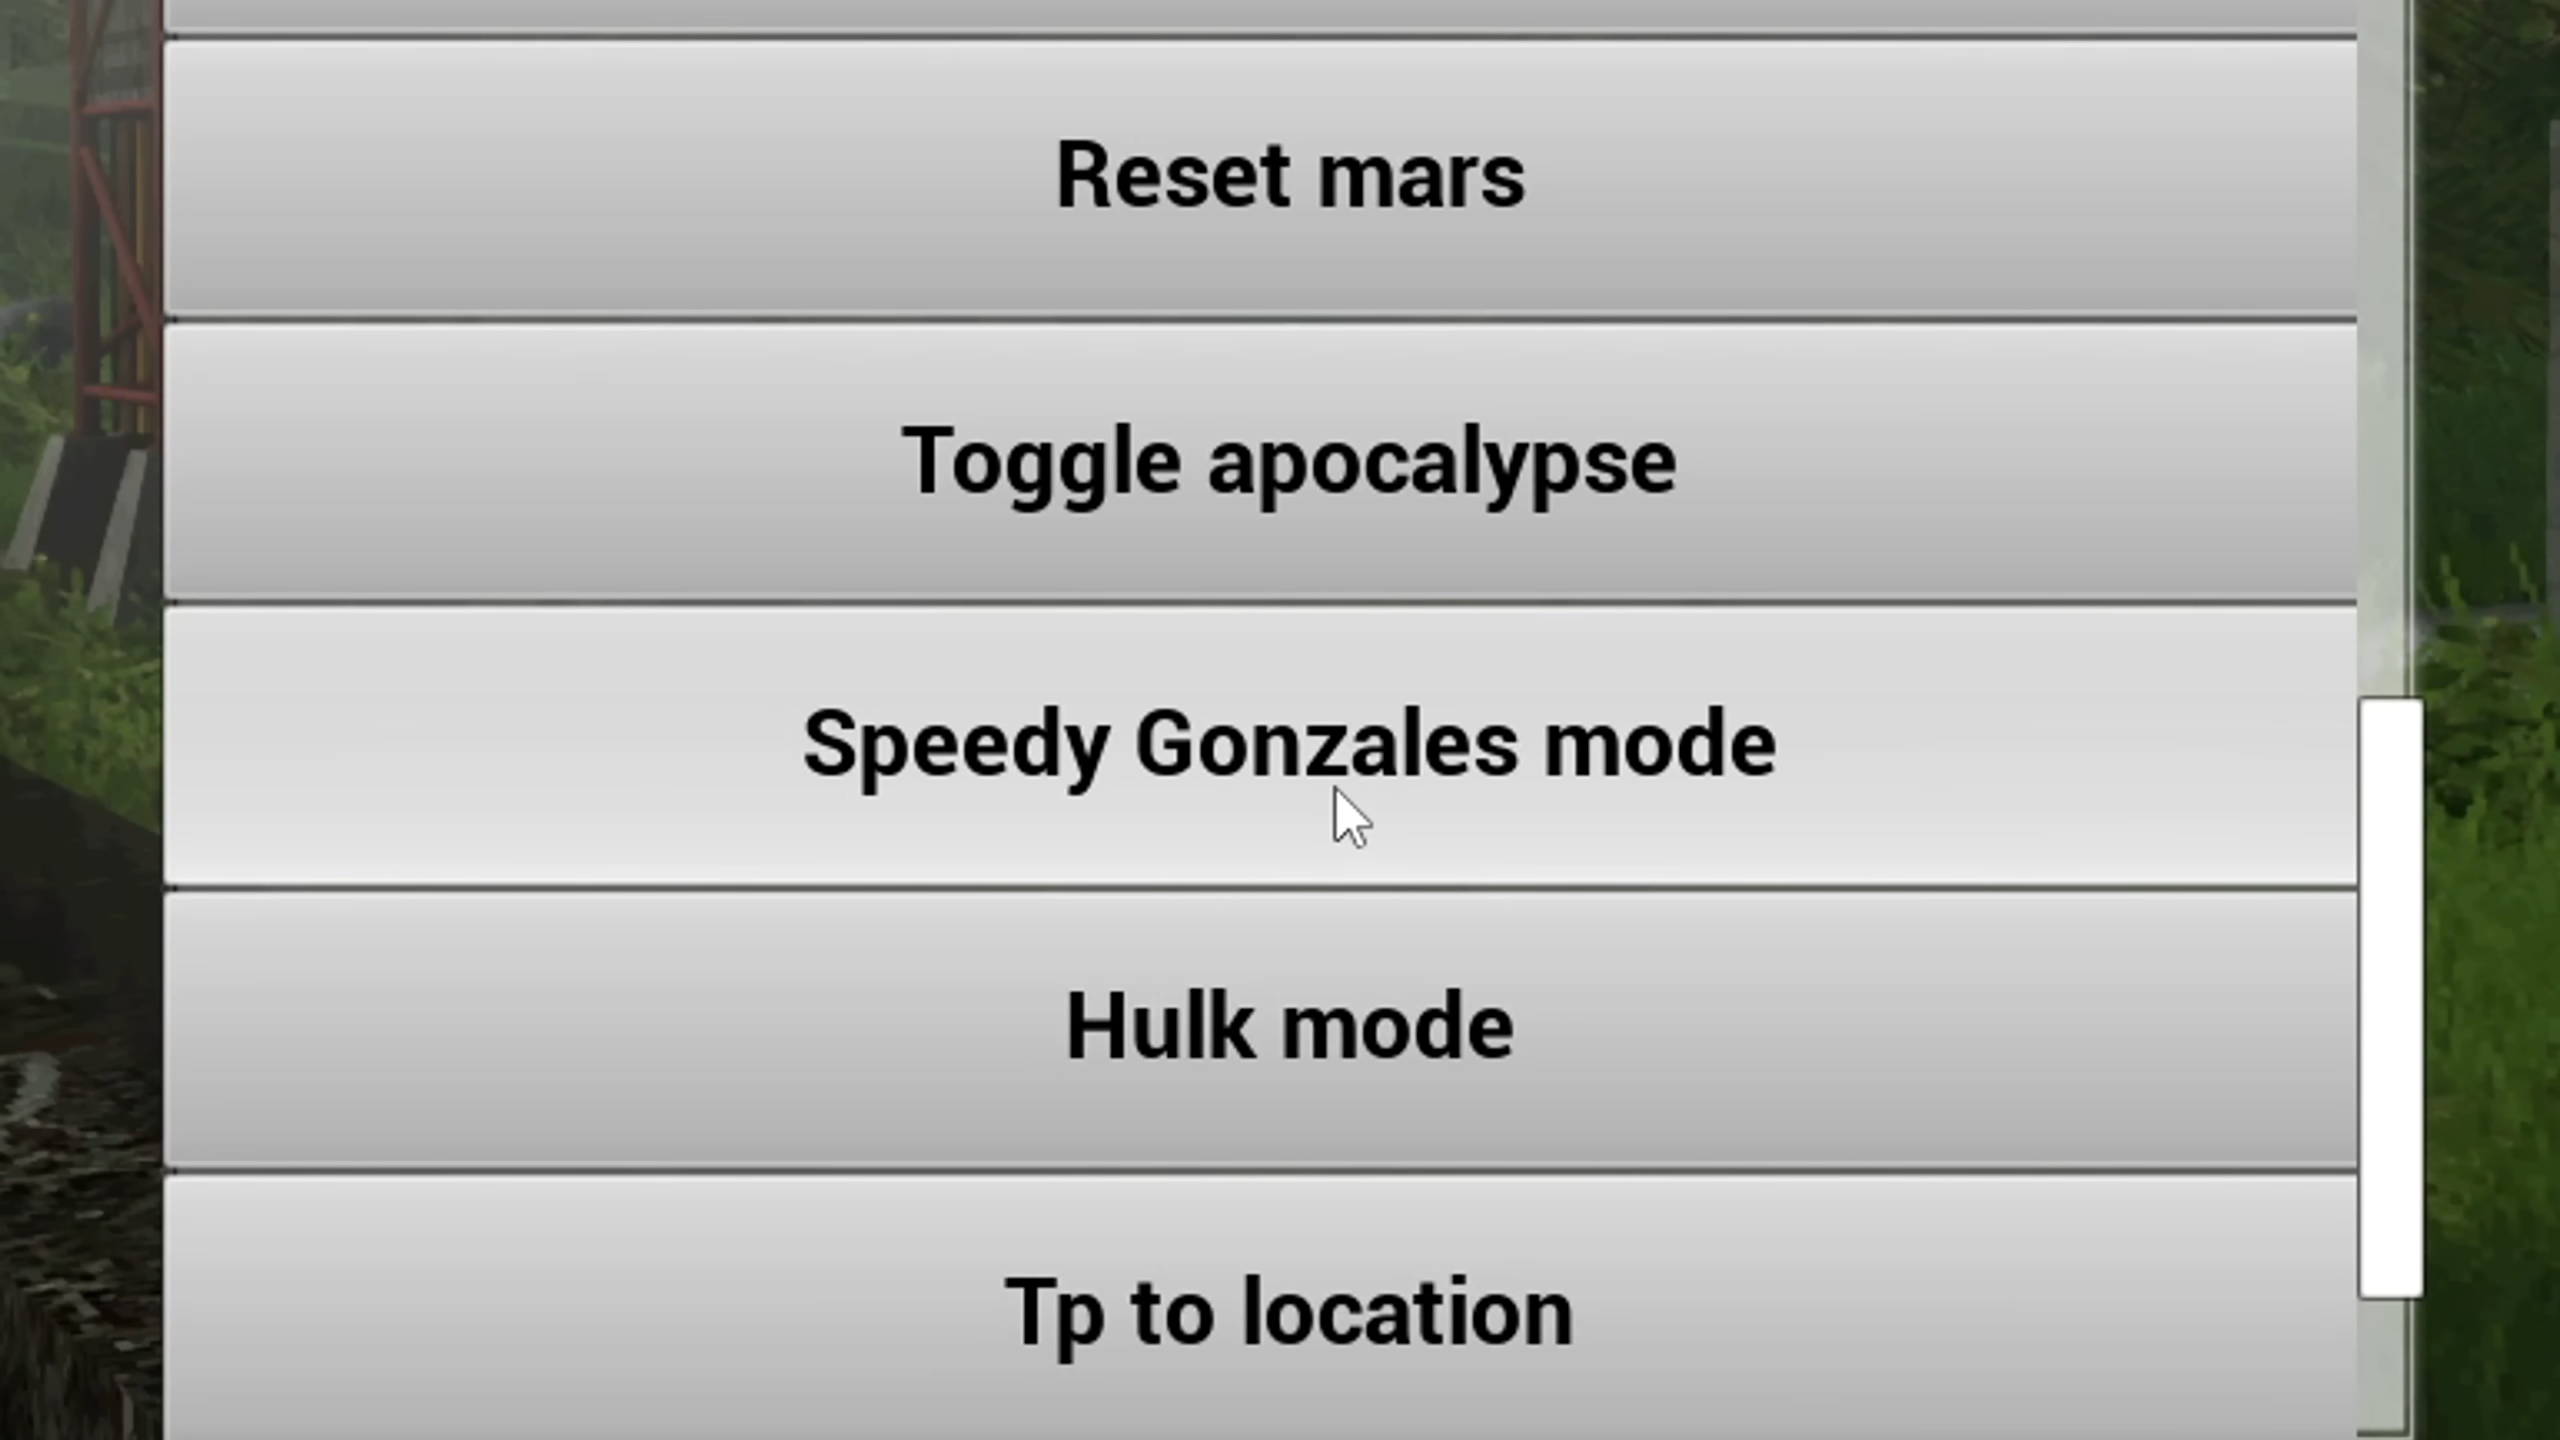 Reset mars
Toggle apocalypse
Speedy Gonzales mode
Hulk mode
Tp to location